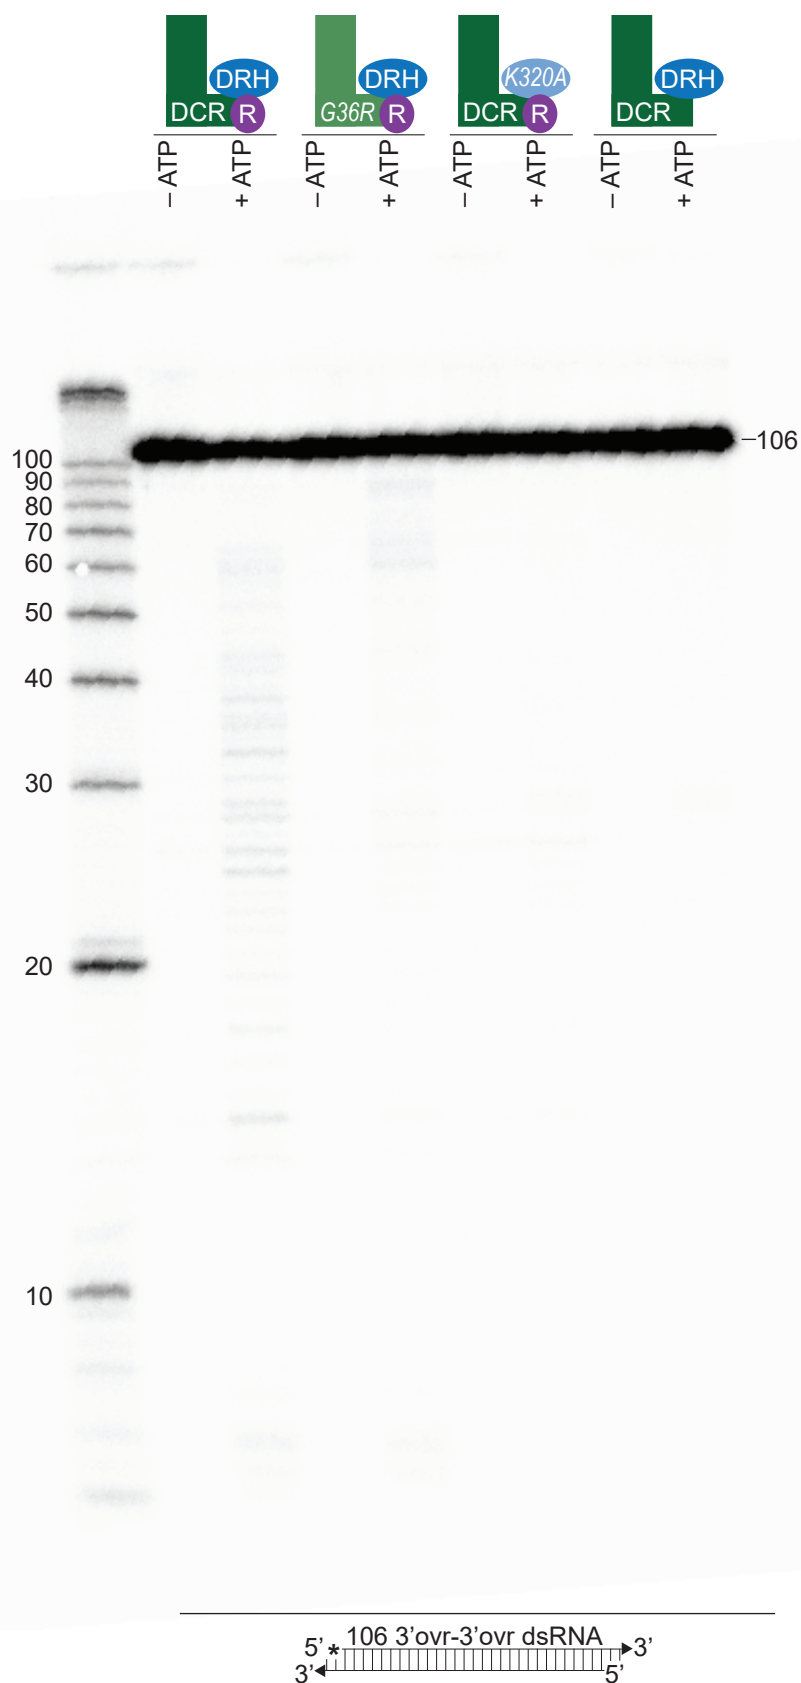 DRH DRH K320A DRH
DCR R G36R R DCR R DCR
– ATP + ATP – ATP + ATP – ATP + ATP – ATP + ATP
–106
100
90
80
70
60
50
40
30
20
10
106 3’ovr-3’ovr dsRNA
5’ * 3’
3’ 5’